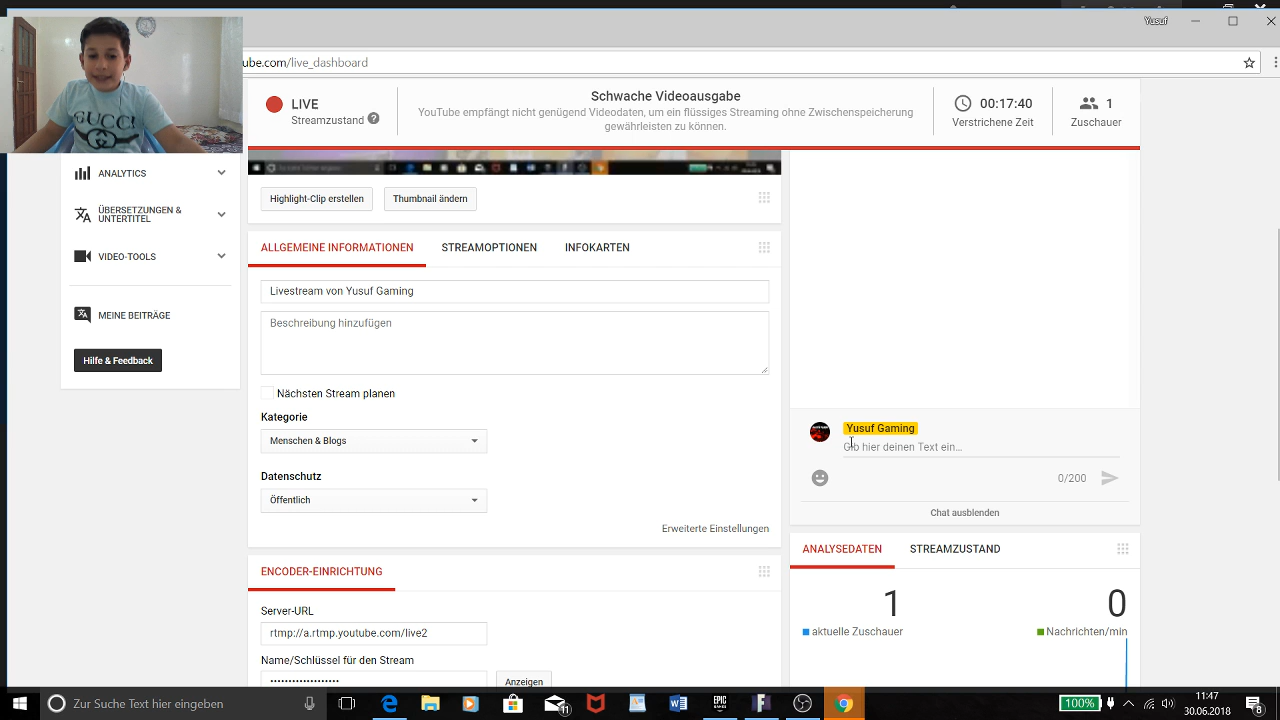 Yusuf
ube.com/live_dashboard
GUCCI
LIVE
Streamzustand ?
Schwache Videoausgabe
YouTube empfängt nicht genügend Videodaten, um ein flüssiges Streaming ohne Zwischenspeicherung
gewährleisten zu können.
00:17:40
Verstrichene Zeit
1
Zuschauer
ANALYTICS
ÜBERSETZUNGEN &
UNTERTITEL
VIDEO-TOOLS
MEINE BEITRÄGE
Hilfe & Feedback
Highlight-Clip erstellen
Thumbnail ändern
ALLGEMEINE INFORMATIONEN
STREAMOPTIONEN
INFOKARTEN
Livestream von Yusuf Gaming
Beschreibung hinzufügen
Nächsten Stream planen
Kategorie
Menschen & Blogs
Datenschutz
Öffentlich
Erweiterte Einstellungen
ENCODER-EINRICHTUNG
Server-URL
rtmp://a.rtmp.youtube.com/live2
Name/Schlüssel für den Stream
••••••••••••••••••• Anzeigen
Yusuf Gaming
Gib hier deinen Text ein...
0/200
Chat ausblenden
ANALYSEDATEN
STREAMZUSTAND
1
aktuelle Zuschauer
0
Nachrichten/min
Zur Suche Text hier eingeben
11
EPIC
GAMES
100%
11:47
30.06.2018
8